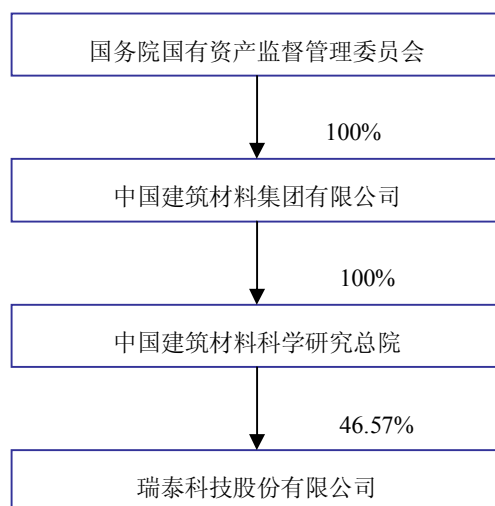 国务院国有资产监督管理委员会
100%
中国建筑材料集团有限公司
100%
中国建筑材料科学研究总院
46.57%
瑞泰科技股份有限公司